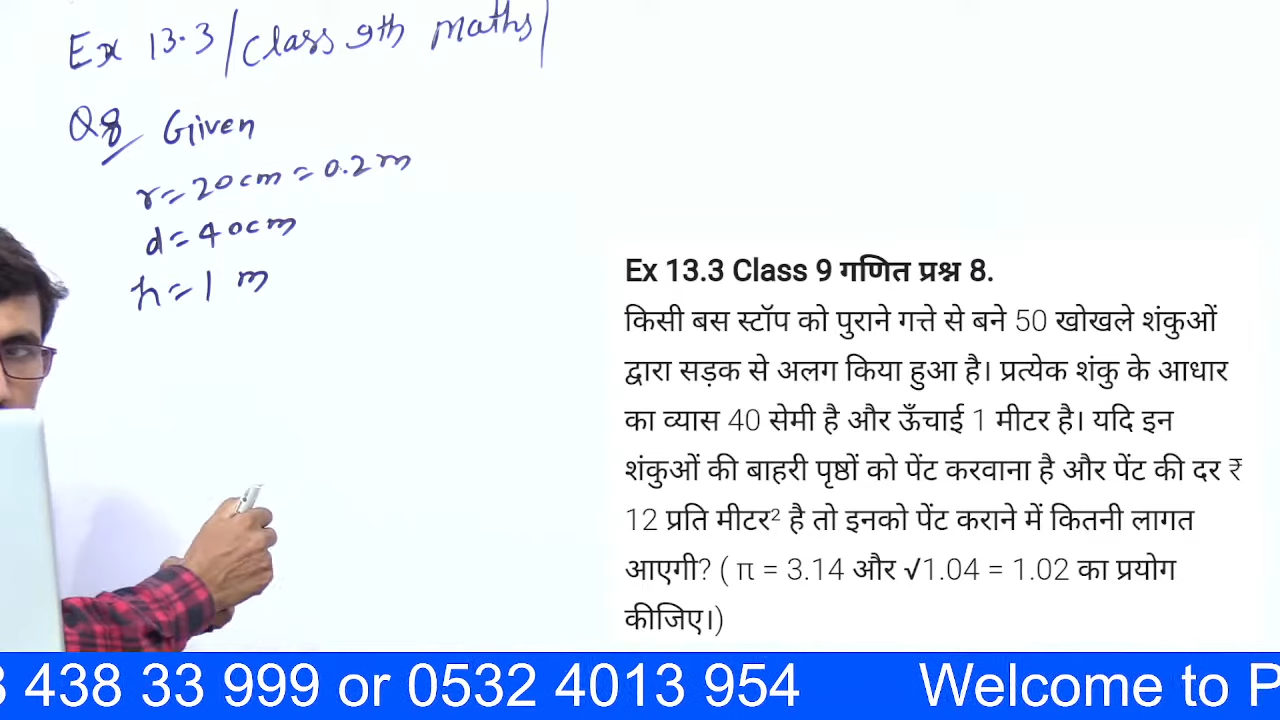 Ex 13.3 / Class 9th maths /
Q8 Given
r = 20cm = 0.2 m
d = 40cm
h = 1 m
Ex 13.3 Class 9 गणित प्रश्न 8.
किसी बस स्टॉप को पुराने गत्ते से बने 50 खोखले शंकुओं
द्वारा सड़क से अलग किया हुआ है। प्रत्येक शंकु के आधार
का व्यास 40 सेमी है और ऊँचाई 1 मीटर है। यदि इन
शंकुओं की बाहरी पृष्ठों को पेंट करवाना है और पेंट की दर ₹
12 प्रति मीटर² है तो इनको पेंट कराने में कितनी लागत
आएगी? ( π = 3.14 और √1.04 = 1.02 का प्रयोग
कीजिए।)
438 33 999 or 0532 4013 954 Welcome to P